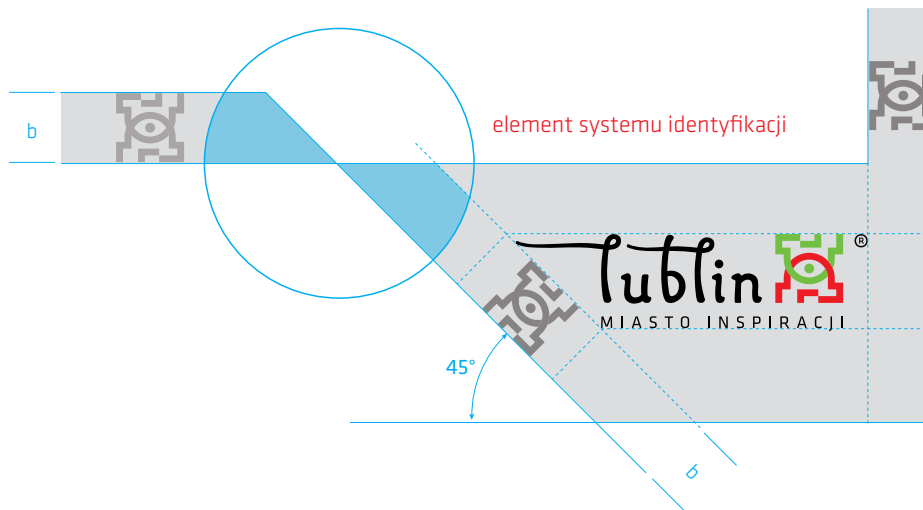 b
element systemu identyfikacji
lublin ®
MIASTO INSPIRACJI
45°
b